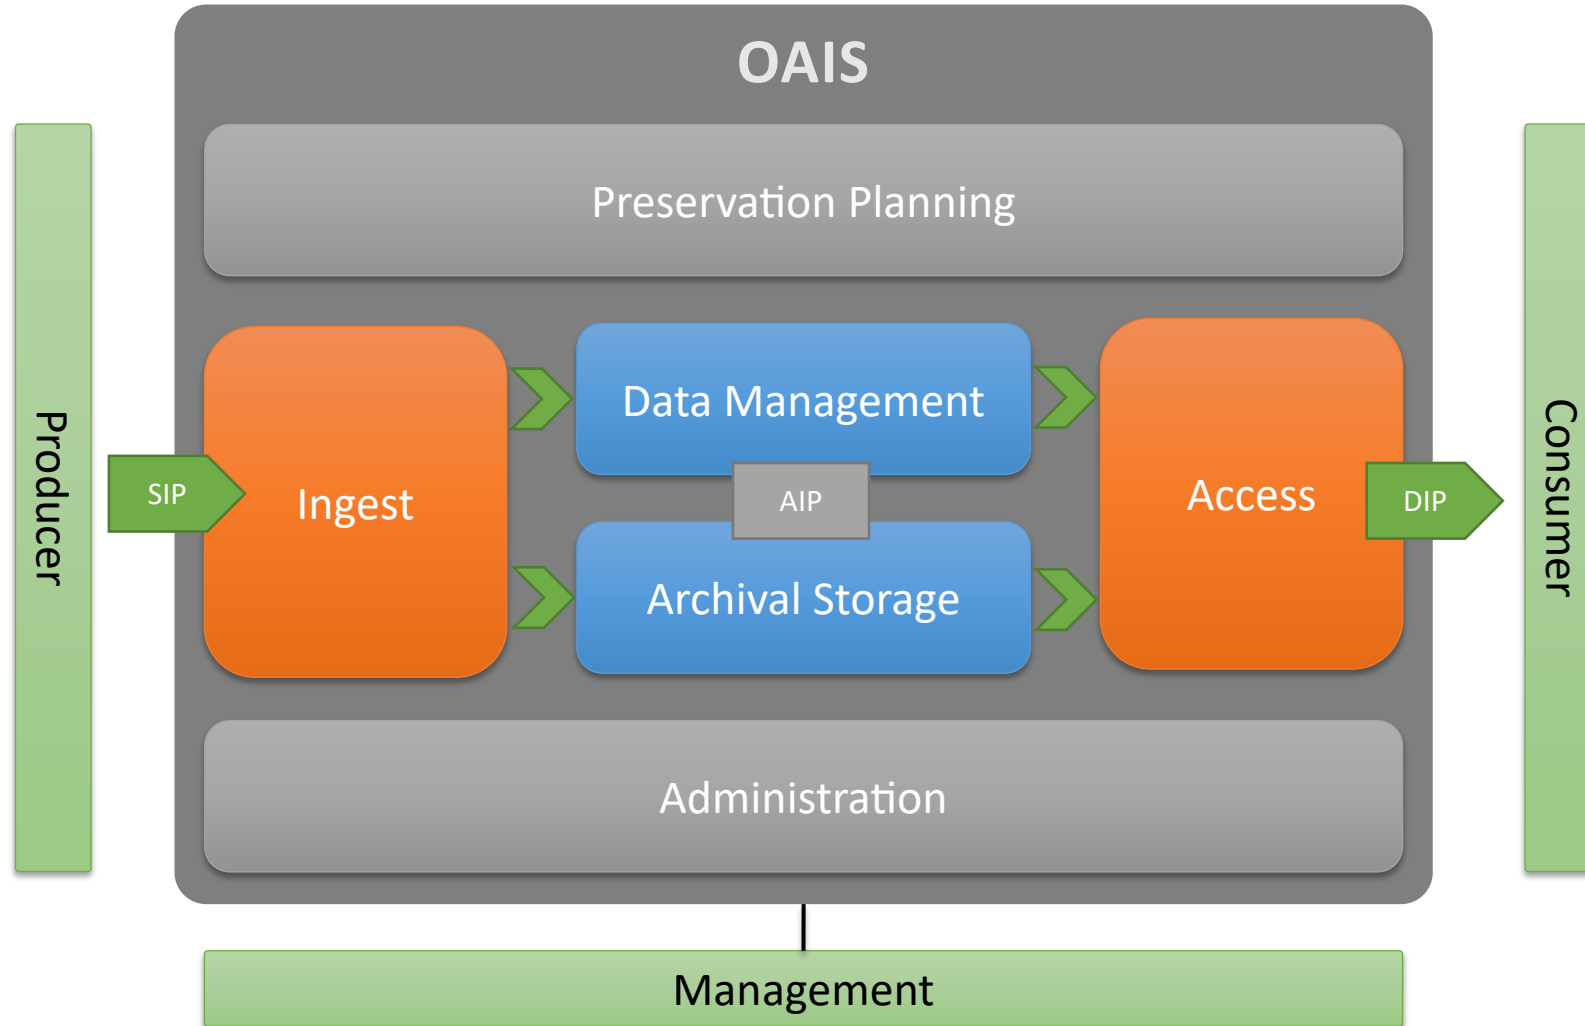 OAIS
Preservation Planning
Producer
SIP
Ingest
Data Management
AIP
Archival Storage
Access
DIP
Consumer
Administration
Management